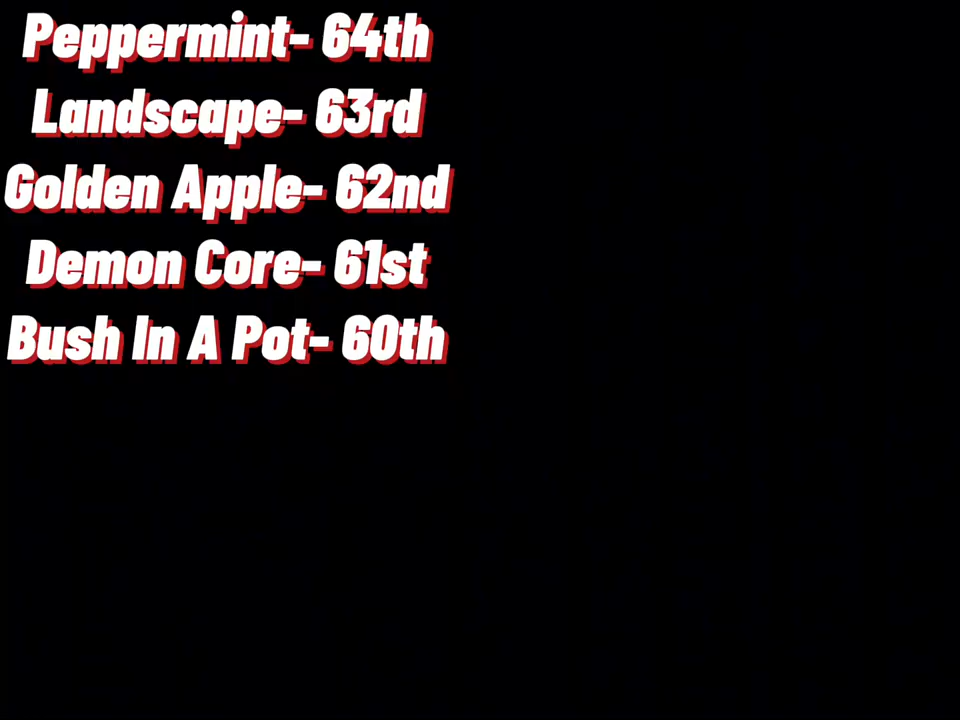 Peppermint- 64th
Landscape- 63rd
Golden Apple- 62nd
Demon Core- 61st
Bush In A Pot- 60th